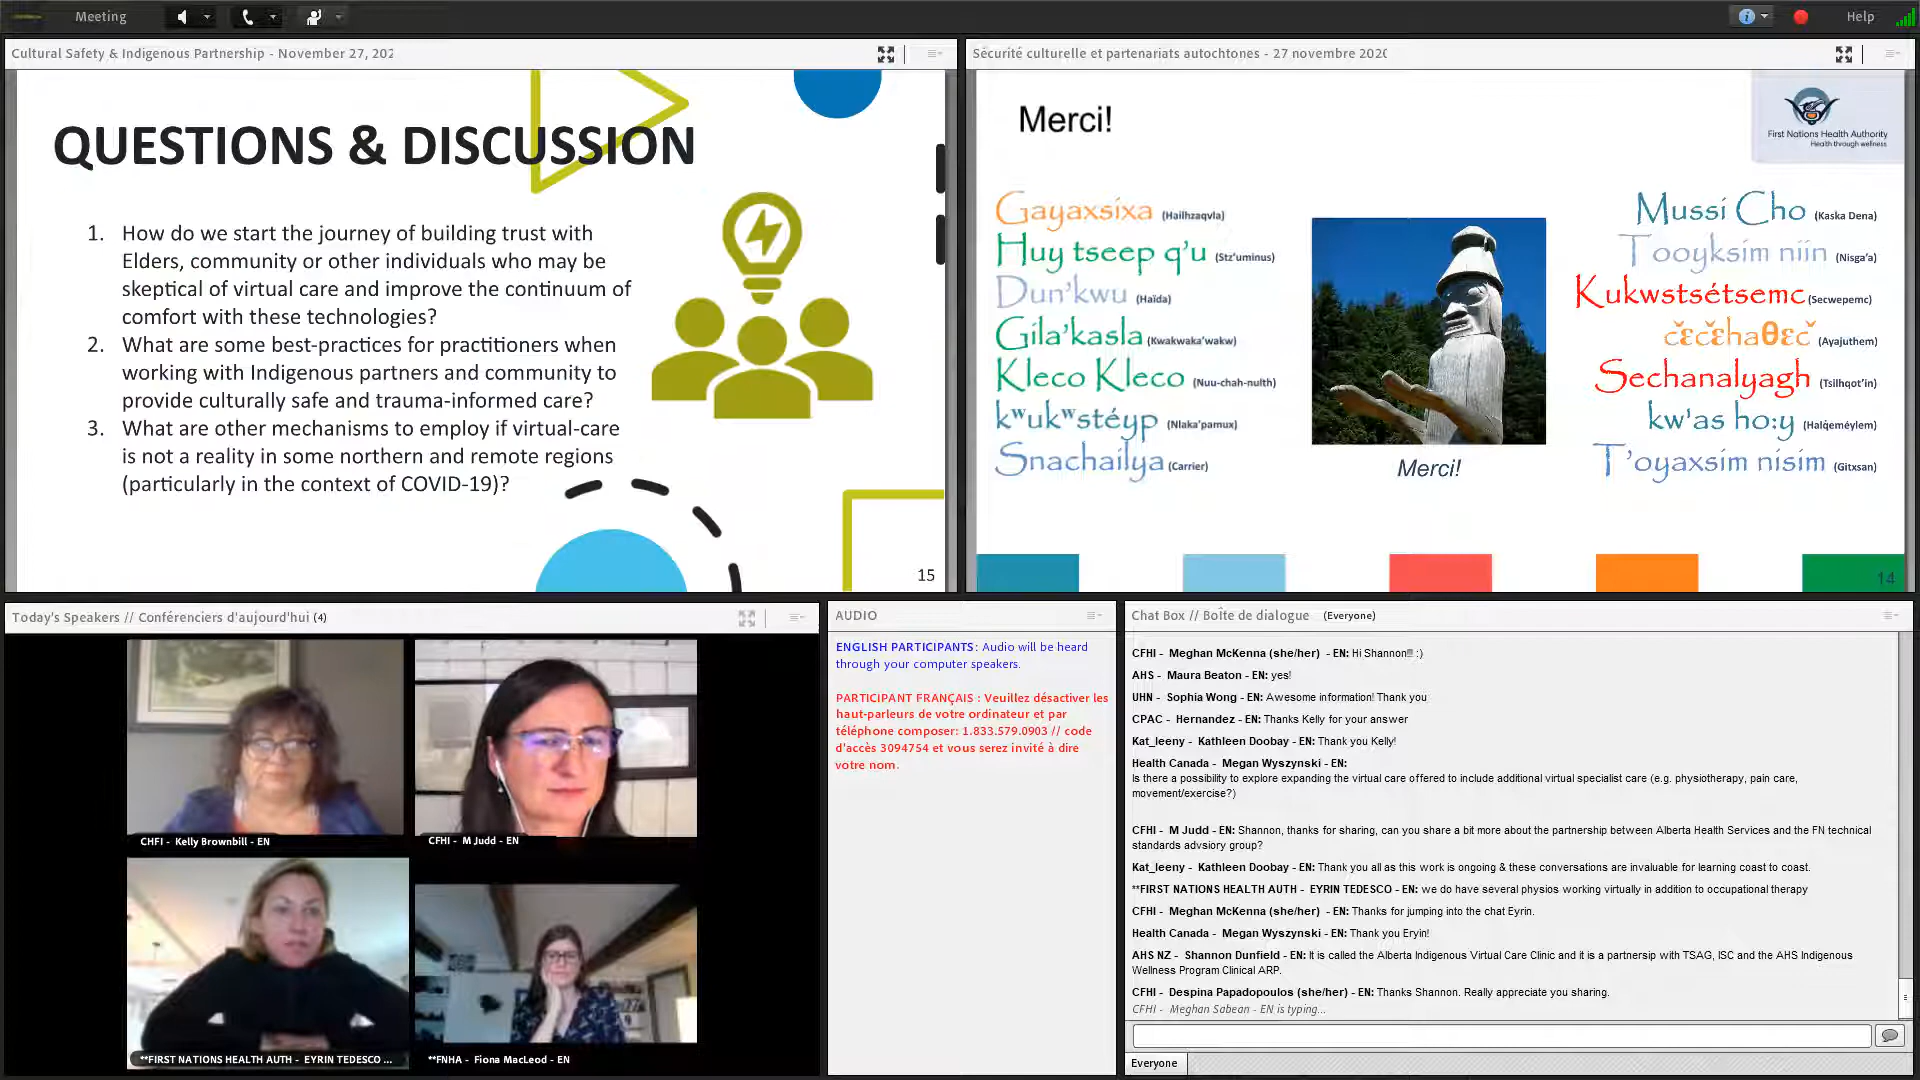 Meeting
Help
Cultural Safety & Indigenous Partnership - November 27, 202
QUESTIONS & DISCUSSION
1. How do we start the journey of building trust with
Elders, community or other individuals who may be
skeptical of virtual care and improve the continuum of
comfort with these technologies?
2. What are some best-practices for practitioners when
working with Indigenous partners and community to
provide culturally safe and trauma-informed care?
3. What are other mechanisms to employ if virtual-care
is not a reality in some northern and remote regions
(particularly in the context of COVID-19)?
15
Sécurité culturelle et partenariats autochtones - 27 novembre 2020
Merci!
First Nations Health Authority
Health through wellness
Gayaxsixa (Hailhzaqvla)
Huy tseep q'u (Stz'uminus)
Dun'kwu (Haïda)
Gila'kasla (Kwakwaka'wakw)
Kleco Kleco (Nuu-chah-nulth)
kʷukʷstéyp (Nlaka'pamux)
Snachailya (Carrier)
Merci!
Mussi Cho (Kaska Dena)
Tooyksim niin (Nisga'a)
Kukwstsétsemc (Secwepemc)
č̌ɛčɛ̌haθɛč (Ayajuthem)
Sechanalyagh (Tsilhqot'in)
kw'as ho:y (Halq̓eméylem)
T'oyaxsim nisim (Gitxsan)
14
Today's Speakers // Conférenciers d'aujourd'hui (4)
CHFI - Kelly Brownbill - EN
CFHI - M Judd - EN
**FIRST NATIONS HEALTH AUTH - EYRIN TEDESCO ...
**FNHA - Fiona MacLeod - EN
AUDIO
ENGLISH PARTICIPANTS: Audio will be heard
through your computer speakers.
PARTICIPANT FRANÇAIS : Veuillez désactiver les
haut-parleurs de votre ordinateur et par
téléphone composer: 1.833.579.0903 // code
d'accès 3094754 et vous serez invité à dire
votre nom.
Chat Box // Boîte de dialogue (Everyone)
CFHI - Meghan McKenna (she/her) - EN: Hi Shannon :)
AHS - Maura Beaton - EN: yes!
UHN - Sophia Wong - EN: Awesome information! Thank you
CPAC - Hernandez - EN: Thanks Kelly for your answer
Kat_leeny - Kathleen Doobay - EN: Thank you Kelly!
Health Canada - Megan Wyszynski - EN:
Is there a possibility to explore expanding the virtual care offered to include additional virtual specialist care (e.g. physiotherapy, pain care,
movement/exercise?)
CFHI - M Judd - EN: Shannon, thanks for sharing, can you share a bit more about the partnership between Alberta Health Services and the FN technical
standards advsiory group?
Kat_leeny - Kathleen Doobay - EN: Thank you all as this work is ongoing & these conversations are invaluable for learning coast to coast.
**FIRST NATIONS HEALTH AUTH - EYRIN TEDESCO - EN: we do have several physios working virtually in addition to occupational therapy
CFHI - Meghan McKenna (she/her) - EN: Thanks for jumping into the chat Eyrin.
Health Canada - Megan Wyszynski - EN: Thank you Eryin!
AHS NZ - Shannon Dunfield - EN: It is called the Alberta Indigenous Virtual Care Clinic and it is a partnersip with TSAG, ISC and the AHS Indigenous
Wellness Program Clinical ARP.
CFHI - Despina Papadopoulos (she/her) - EN: Thanks Shannon. Really appreciate you sharing.
CFHI - Meghan Sabean - EN is typing...
Everyone